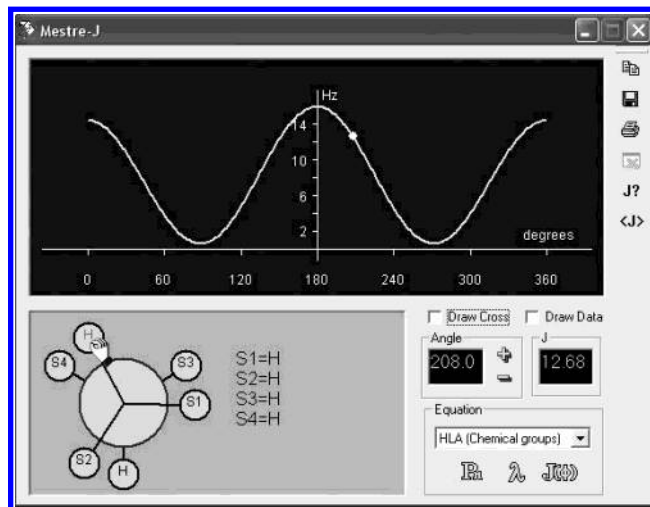 Mestre-J
Hz
14
10
6
2
degrees
0 60 120 180 240 300 360
J?
<J>
Draw Cross Draw Data
Angle J
208.0 12.68
H
S4 S3
S1
S2
H
S1=H
S2=H
S3=H
S4=H
Equation
HLA (Chemical groups)
λ J(ϕ)